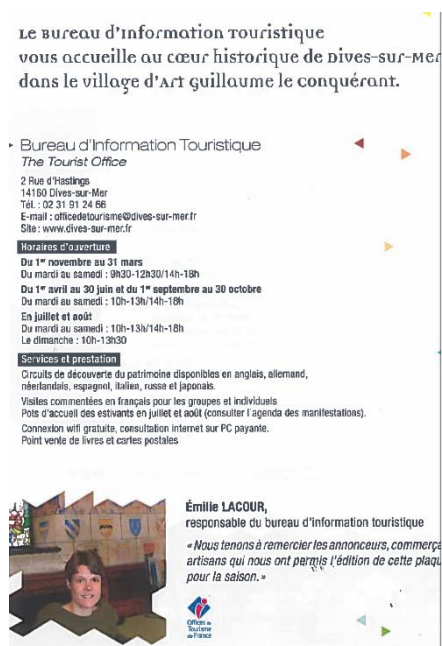 Le Bureau d'Information Touristique
vous accueille au cœur historique de Dives-sur-Mer
dans le village d'Art Guillaume le Conquérant.
Bureau d'Information Touristique
The Tourist Office
2 Rue d'Hastings
14160 Dives-sur-Mer
Tél. : 02 31 91 24 66
E-mail : officedetourisme@dives-sur-mer.fr
Site : www.dives-sur-mer.fr
Horaires d'ouverture
Du 1er novembre au 31 mars
Du mardi au samedi : 9h30-12h30/14h-18h
Du 1er avril au 30 juin et du 1er septembre au 30 octobre
Du mardi au samedi : 10h-13h/14h-18h
En juillet et août
Du mardi au samedi : 10h-13h/14h-18h
Le dimanche : 10h-13h30
Services et prestation
Circuits de découverte du patrimoine disponibles en anglais, allemand,
néerlandais, espagnol, italien, russe et japonais.
Visites commentées en français pour les groupes et individuels
Pots d'accueil des estivants en juillet et août (consulter l'agenda des manifestations).
Connexion wifi gratuite, consultation internet sur PC payante.
Point vente de livres et cartes postales
Émilie LACOUR,
responsable du bureau d'information touristique
« Nous tenons à remercier les annonceurs, commerça
artisans qui nous ont permis l'édition de cette plaqu
pour la saison. »
Offices de
Tourisme
de France